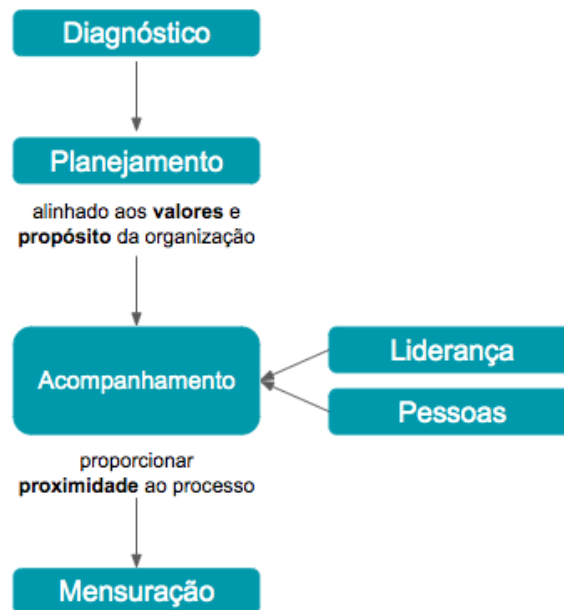 Diagnóstico
Planejamento
alinhado aos valores e
propósito da organização
Acompanhamento
Liderança
Pessoas
proporcionar
proximidade ao processo
Mensuração